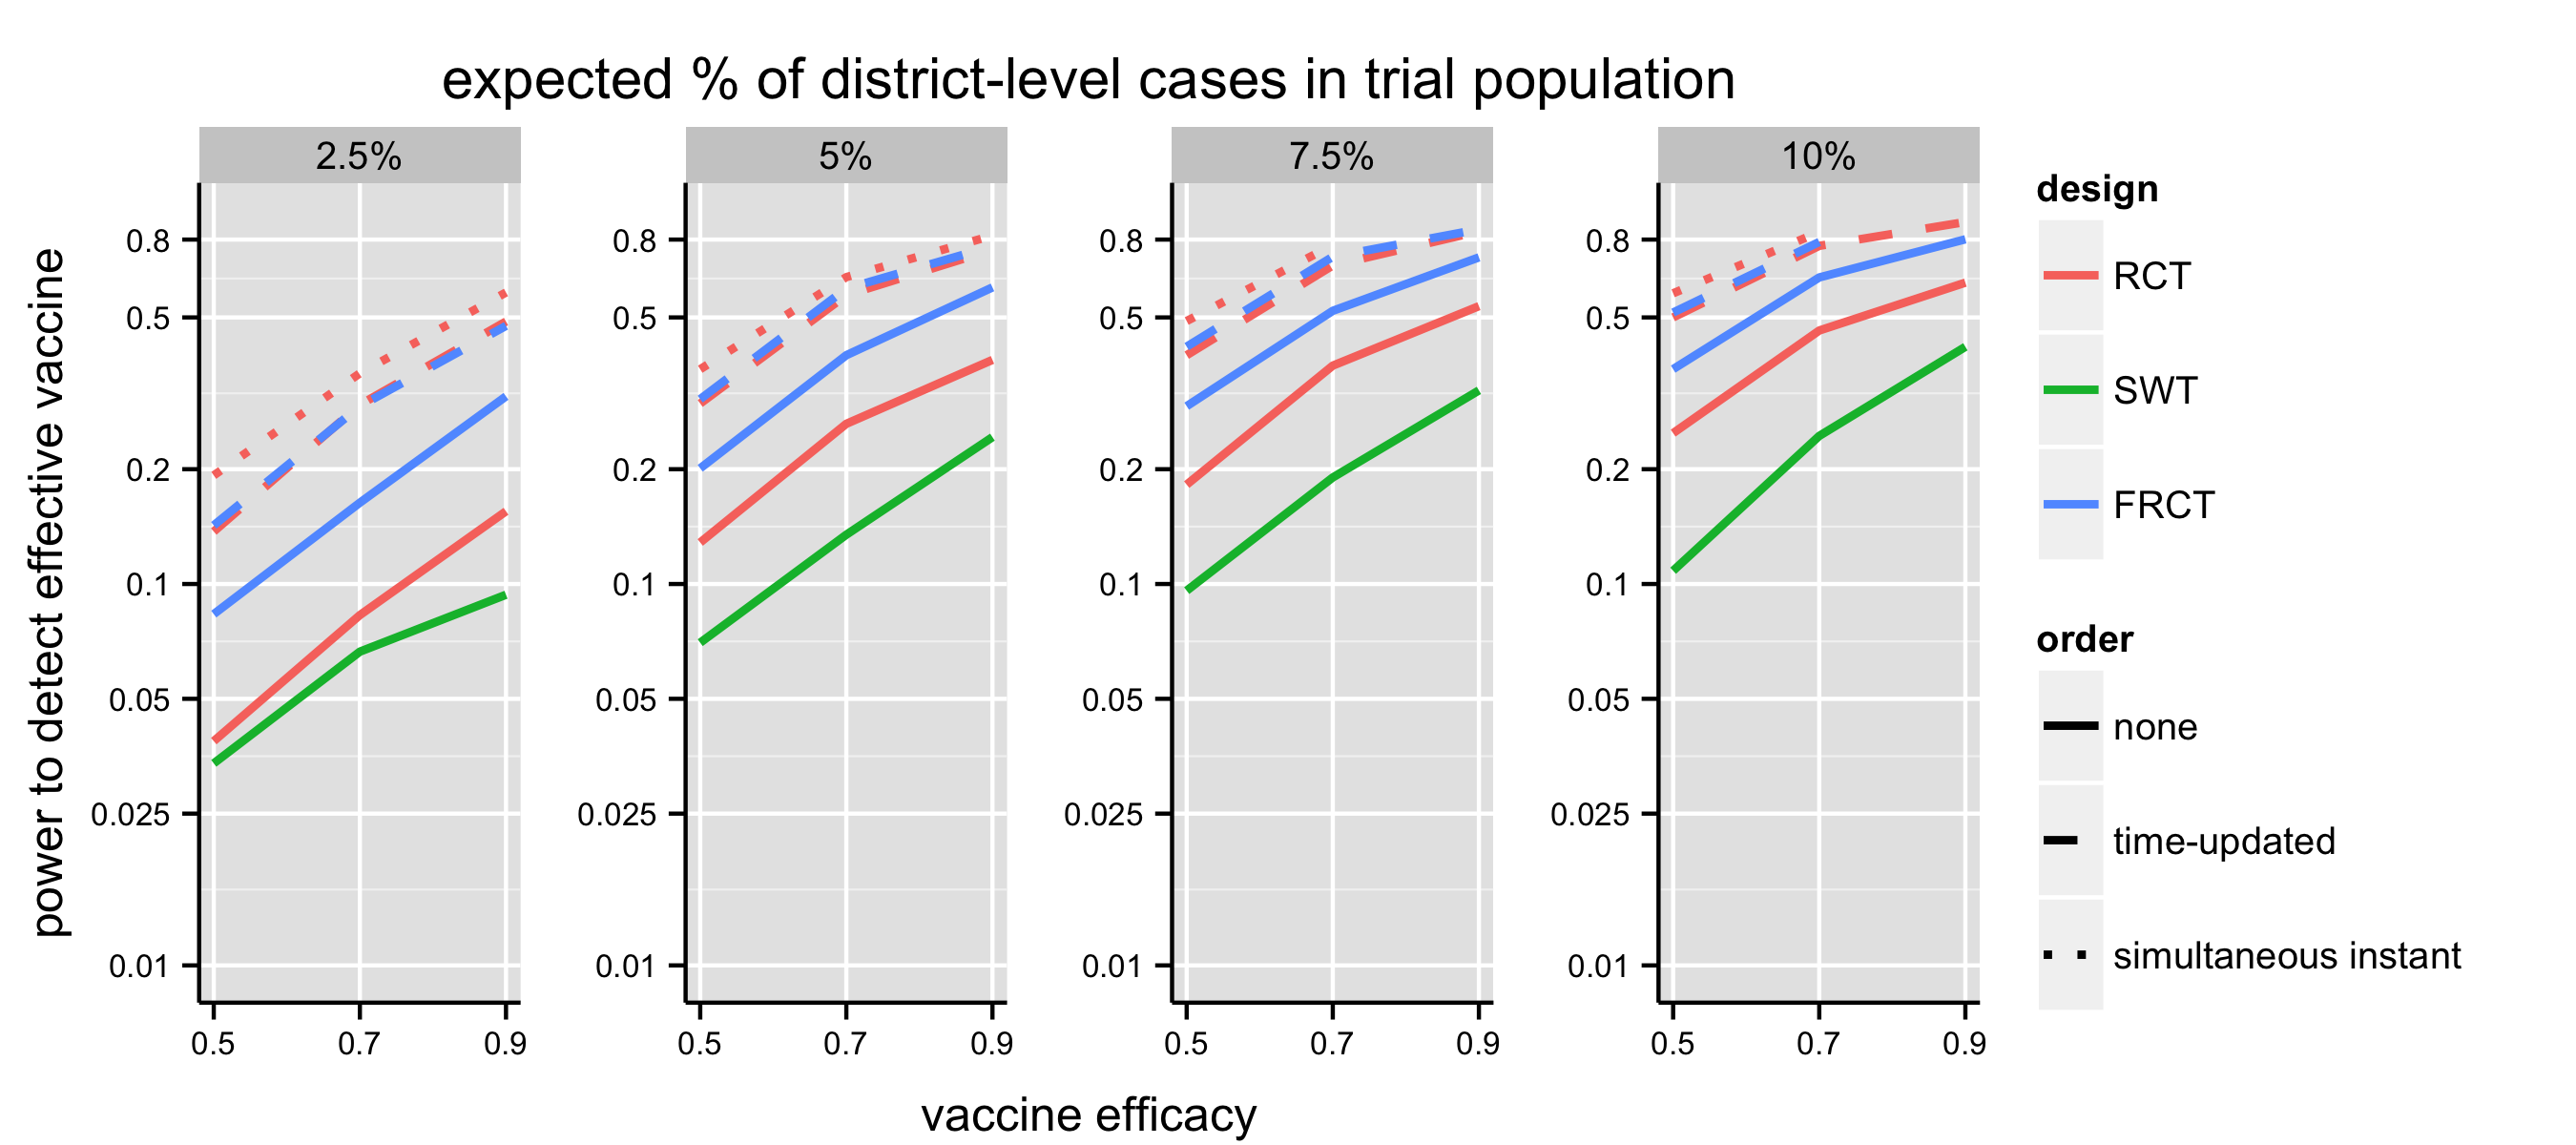 expected % of district-level cases in trial population
2.5%
5%
7.5%
10%
power to detect effective vaccine
0.8
0.5
0.2
0.1
0.05
0.025
0.01
0.8
0.5
0.2
0.1
0.05
0.025
0.01
0.8
0.5
0.2
0.1
0.05
0.025
0.01
0.8
0.5
0.2
0.1
0.05
0.025
0.01
0.5 0.7 0.9
0.5 0.7 0.9
0.5 0.7 0.9
0.5 0.7 0.9
vaccine efficacy
design
RCT
SWT
FRCT
order
none
time-updated
simultaneous instant